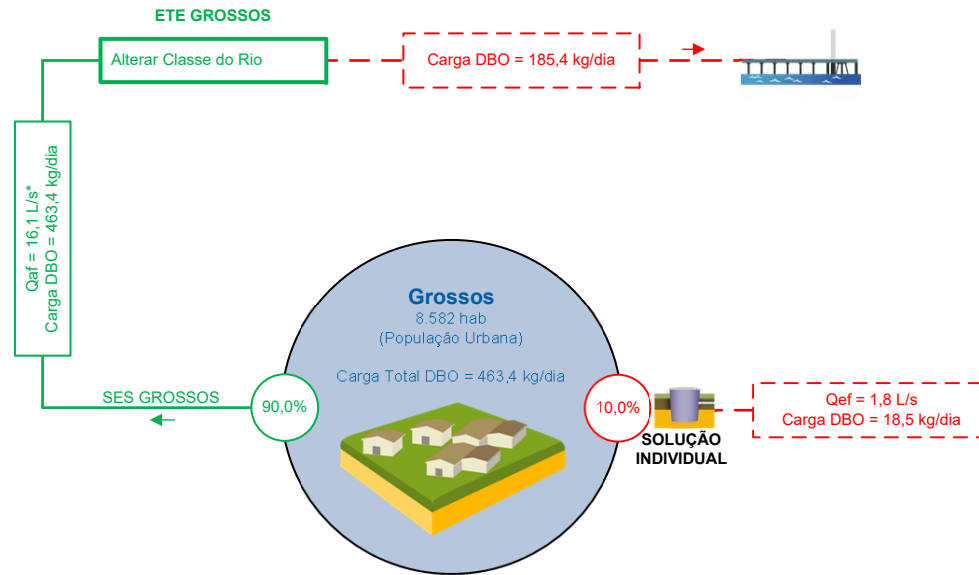 ETE GROSSOS
Alterar Classe do Rio
Carga DBO = 185,4 kg/dia
Qaf = 16,1 L/s*
Carga DBO = 463,4 kg/dia
Grossos
8.582 hab
(População Urbana)
Carga Total DBO = 463,4 kg/dia
SES GROSSOS
90,0%
10,0%
SOLUÇÃO
INDIVIDUAL
Qef = 1,8 L/s
Carga DBO = 18,5 kg/dia